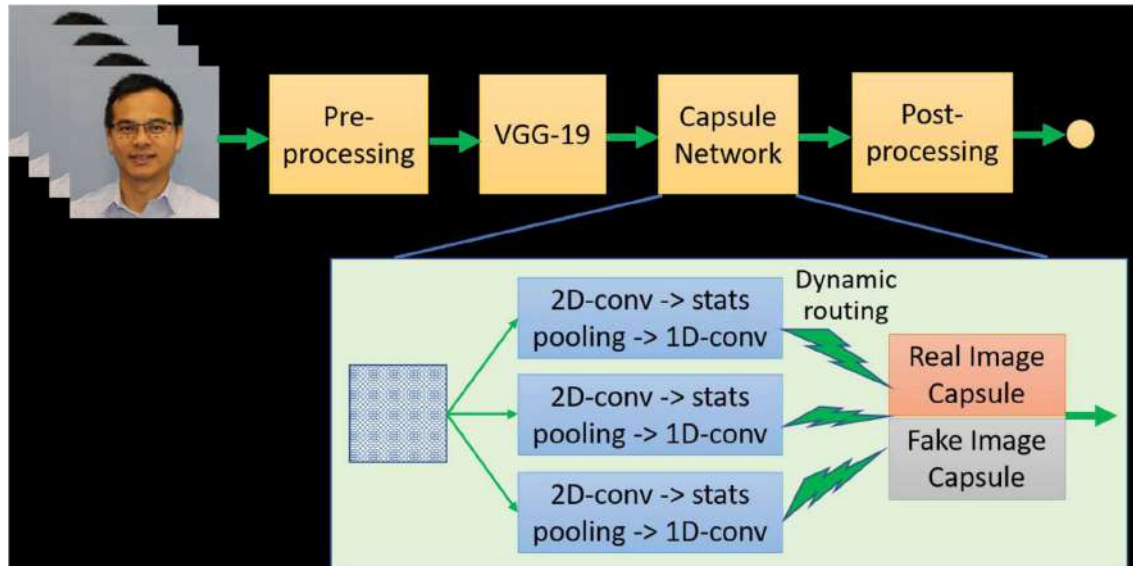 Pre-
processing
VGG-19
Capsule
Network
Post-
processing
Dynamic
routing
2D-conv -> stats
pooling -> 1D-conv
2D-conv -> stats
pooling -> 1D-conv
2D-conv -> stats
pooling -> 1D-conv
Real Image
Capsule
Fake Image
Capsule